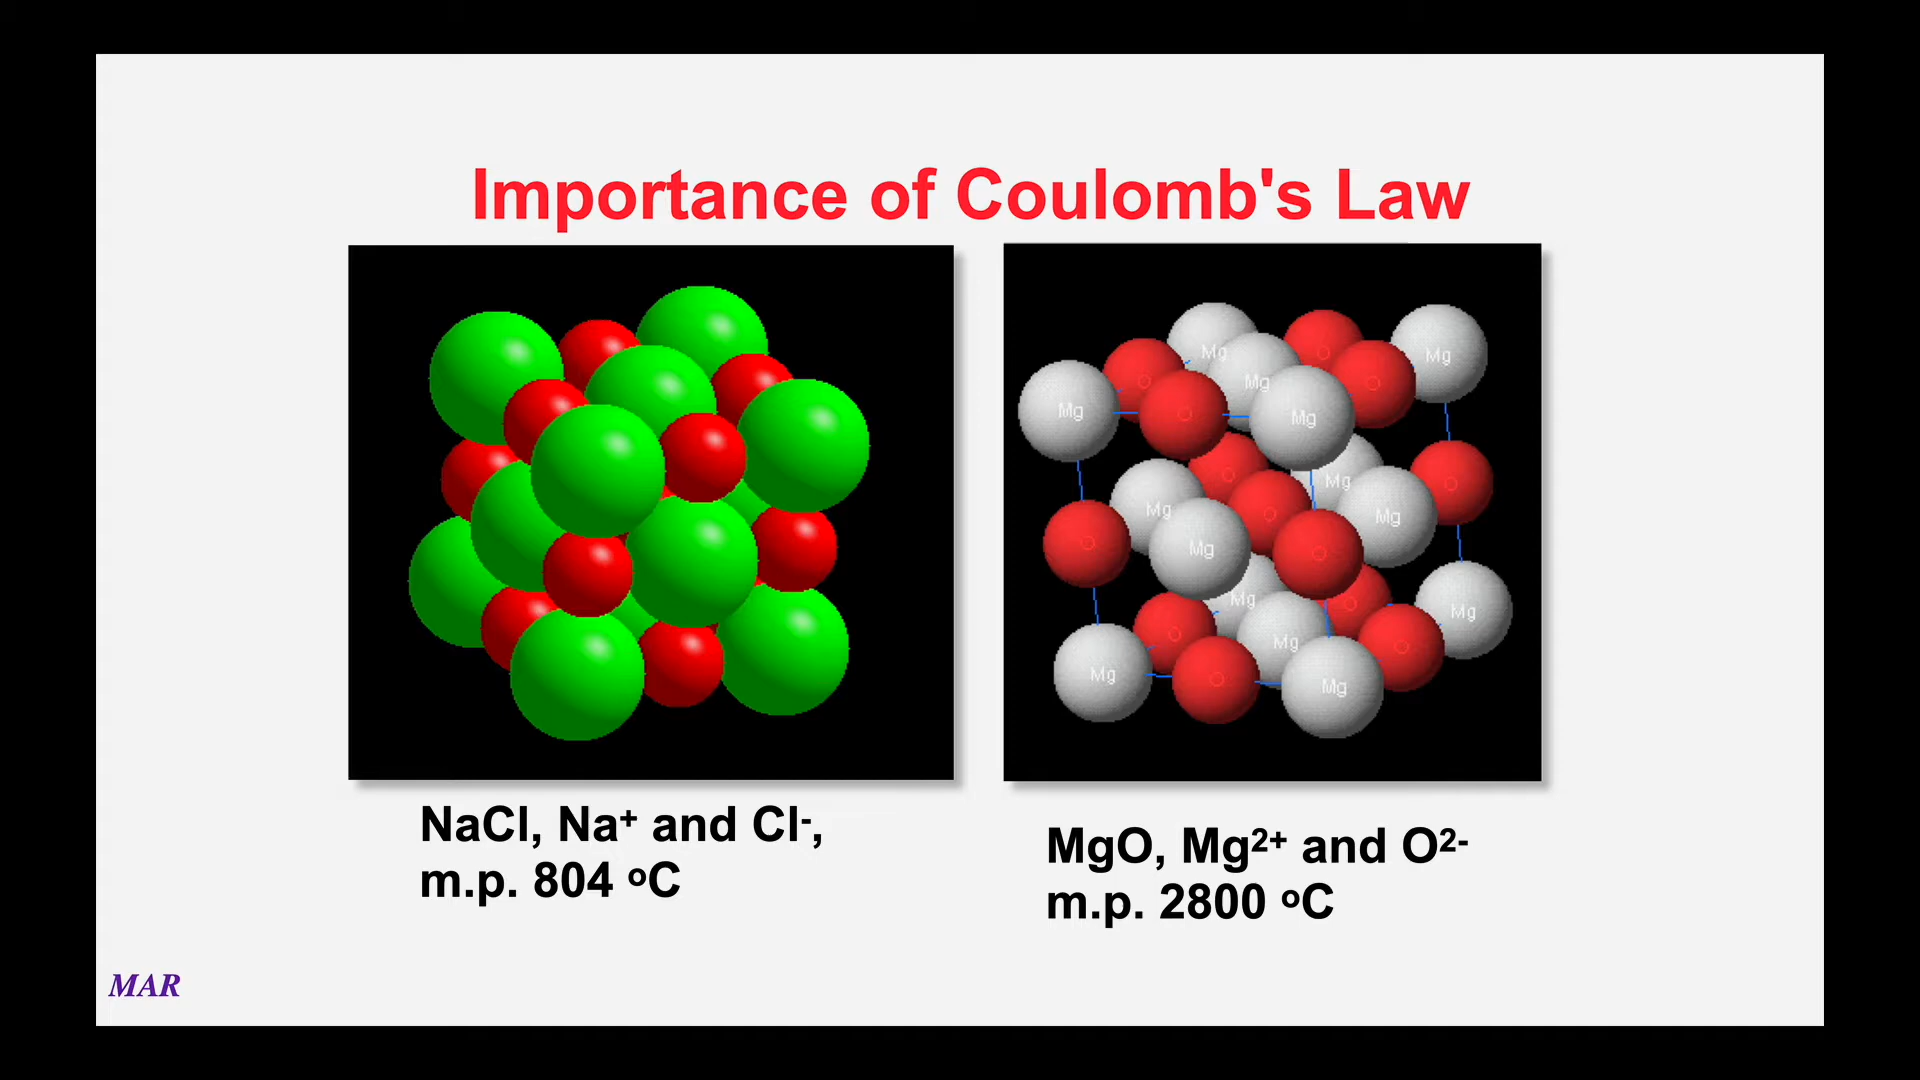 Importance of Coulomb's Law
Mg Mg O Mg
O Mg O
Mg O Mg
O Mg O
Mg O Mg
O Mg O
Mg O Mg
O Mg O
Mg O Mg
NaCl, Na⁺ and Cl⁻,
m.p. 804 ºC
MgO, Mg²⁺ and O²⁻
m.p. 2800 ºC
MAR